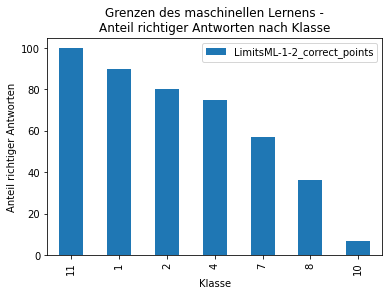 Grenzen des maschinellen Lernens -
Anteil richtiger Antworten nach Klasse
LimitsML-1-2_correct_points
Anteil richtiger Antworten
100
80
60
40
20
0
11 1 2 4 7 8 10
Klasse